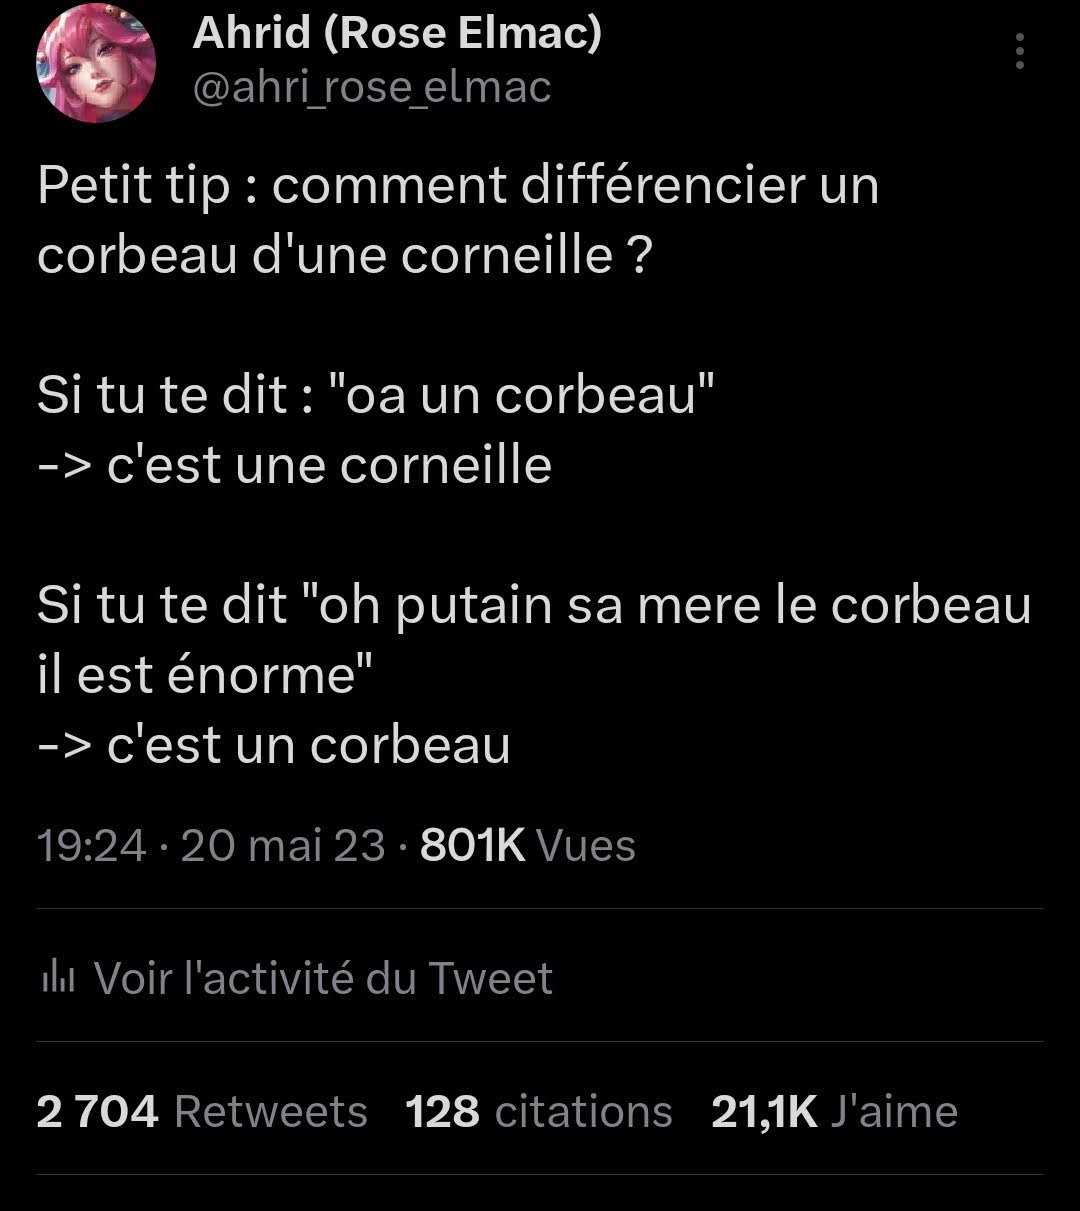 Ahrid (Rose Elmac)
@ahri_rose_elmac
Petit tip : comment différencier un
corbeau d'une corneille ?
Si tu te dit : "oa un corbeau"
-> c'est une corneille
Si tu te dit "oh putain sa mere le corbeau
il est énorme"
-> c'est un corbeau
19:24 · 20 mai 23 · 801K Vues
Voir l'activité du Tweet
2 704 Retweets 128 citations 21,1K J'aime